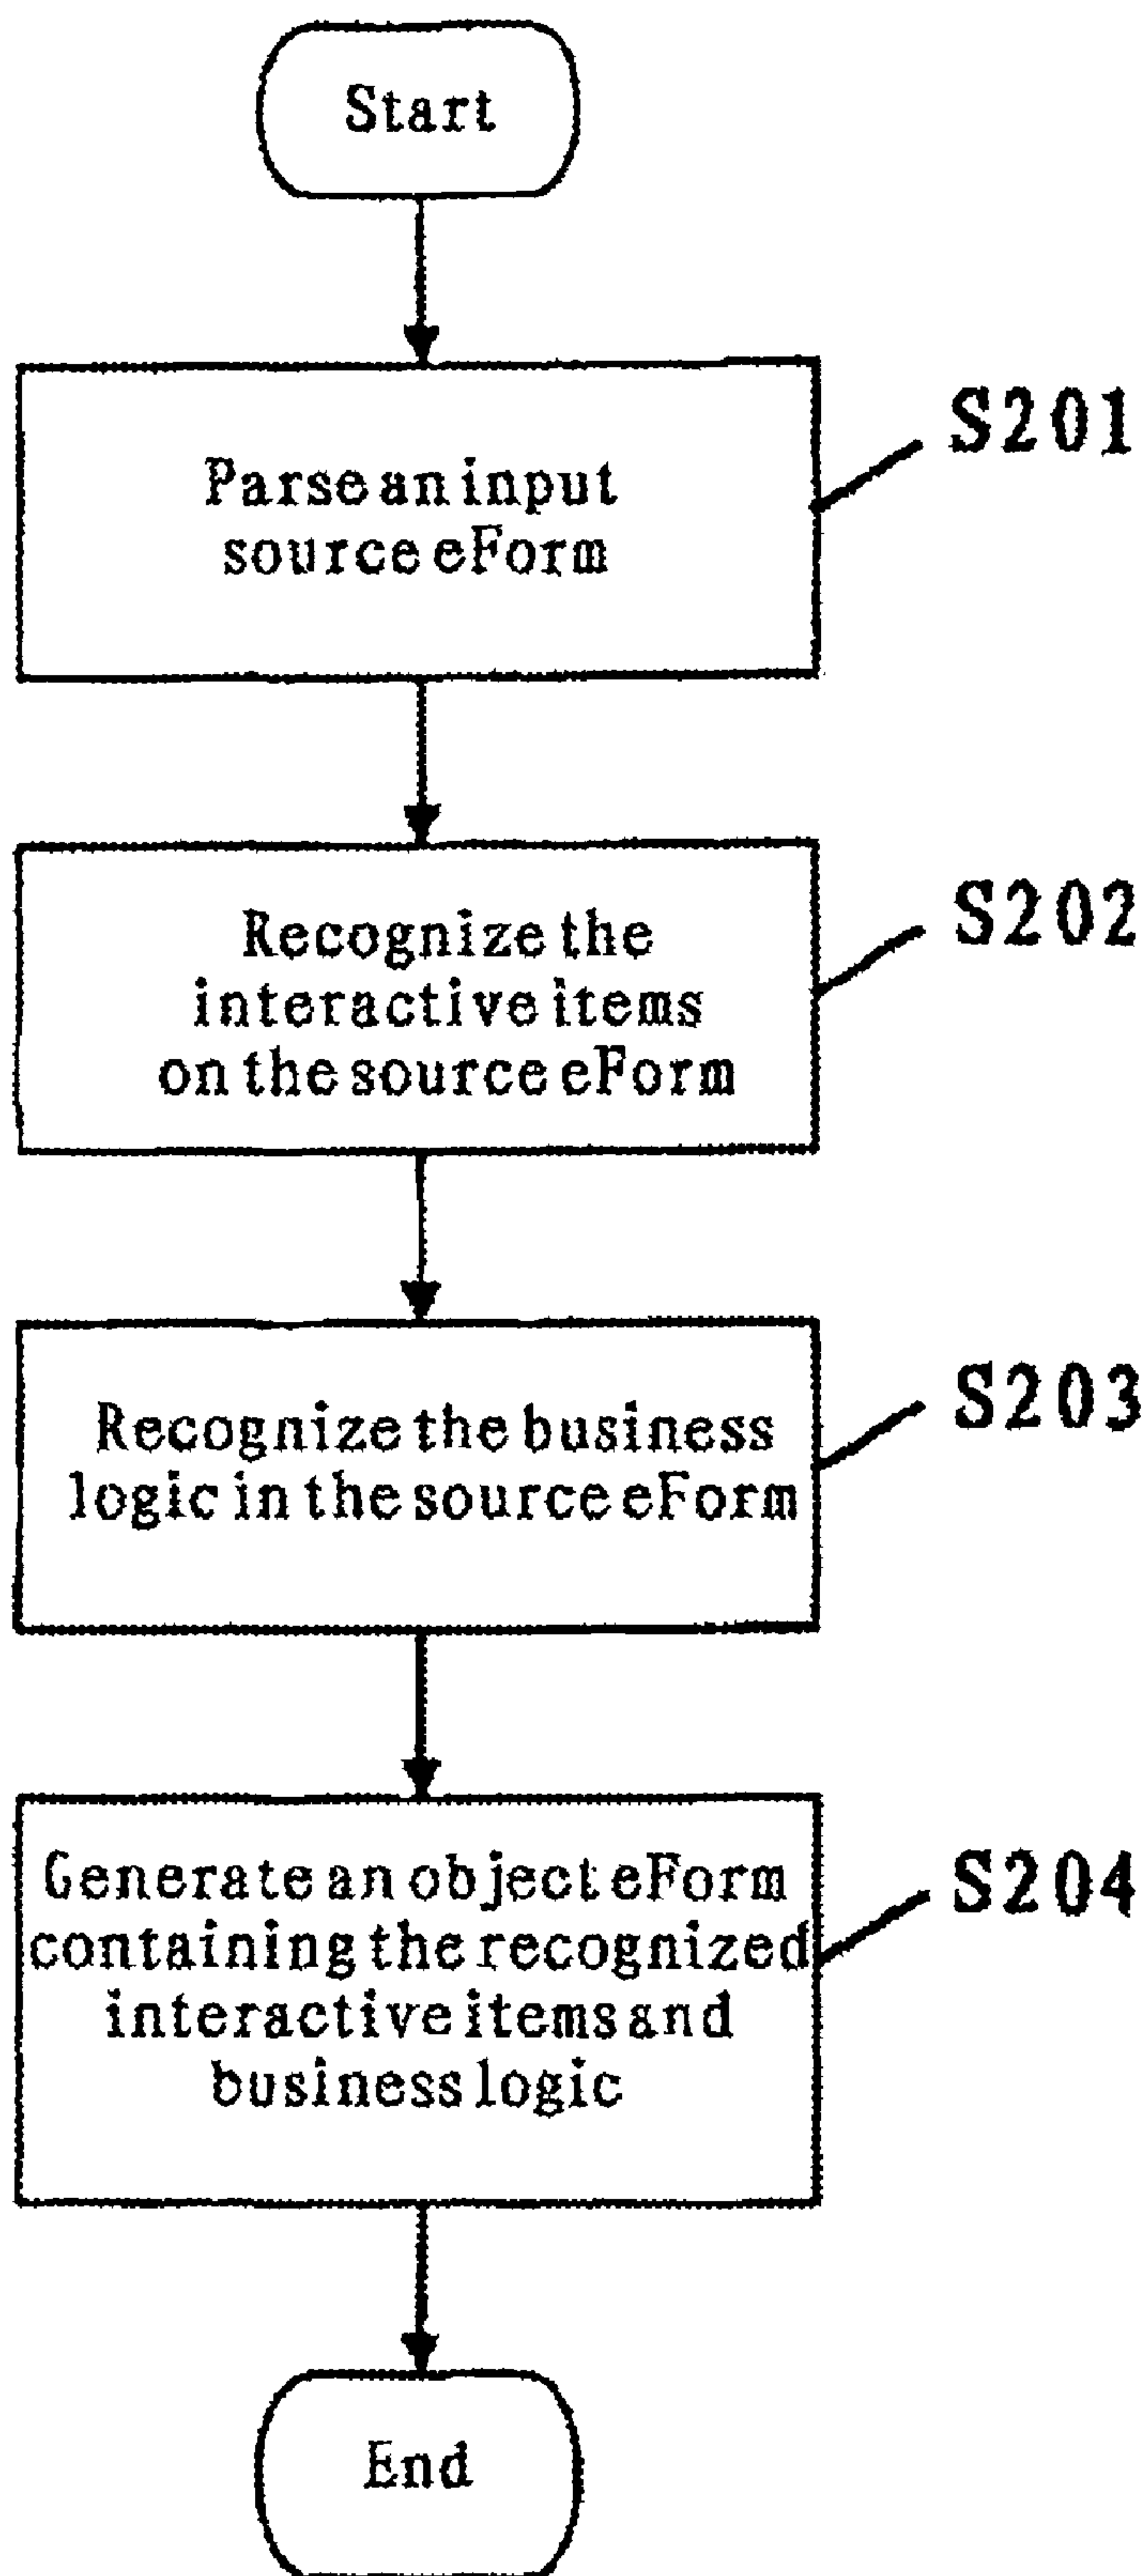 Start
S201
Parse an input
source eForm
S202
Recognize the
interactive items
on the source eForm
S203
Recognize the business
logic in the source eForm
S204
Generate an object eForm
containing the recognized
interactive items and
business logic
End